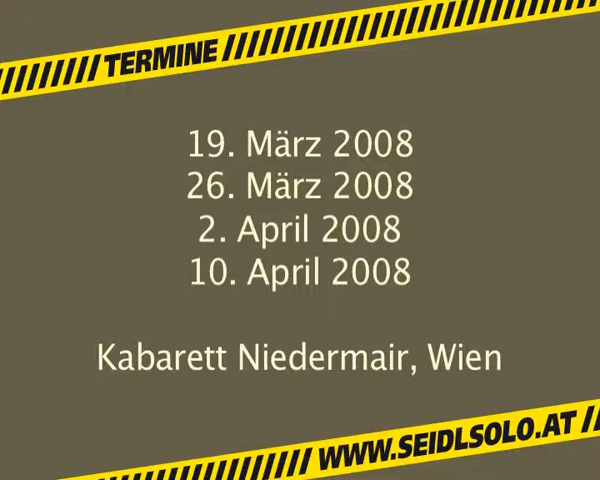 TERMINE
19. März 2008
26. März 2008
2. April 2008
10. April 2008
Kabarett Niedermair, Wien
WWW.SEIDLSOLO.AT